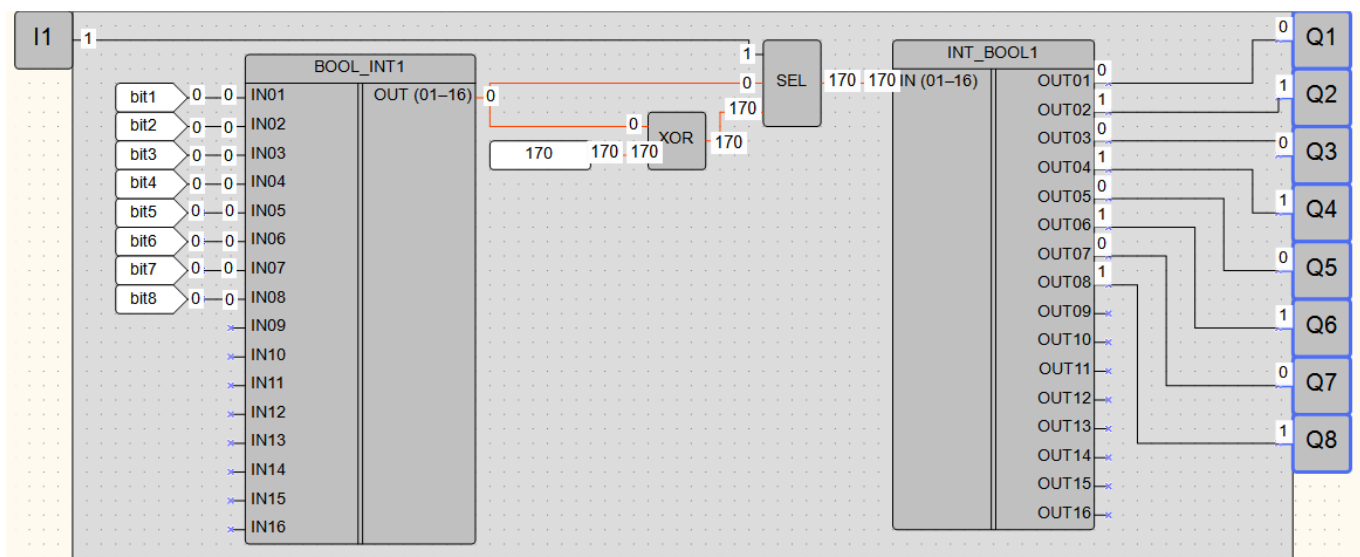 I1
1
BOOL_INT1
OUT (01–16)
0
bit1 0 0 IN01
bit2 0 0 IN02
bit3 0 0 IN03
bit4 0 0 IN04
bit5 0 0 IN05
bit6 0 0 IN06
bit7 0 0 IN07
bit8 0 0 IN08
IN09
IN10
IN11
IN12
IN13
IN14
IN15
IN16
170
170 170
0
XOR
170
1
0
170
SEL
170 170
INT_BOOL1
IN (01–16)
OUT01 0
OUT02 1
OUT03 0
OUT04 1
OUT05 0
OUT06 1
OUT07 0
OUT08 1
OUT09
OUT10
OUT11
OUT12
OUT13
OUT14
OUT15
OUT16
0 Q1
1 Q2
0 Q3
1 Q4
0 Q5
1 Q6
0 Q7
1 Q8